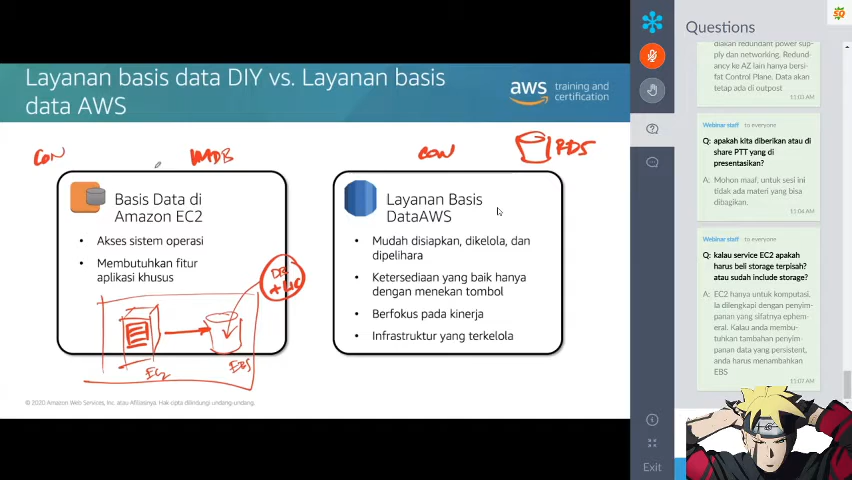 Layanan basis data DIY vs. Layanan basis
data AWS
aws training and
certification
RDS
CON
CON
Basis Data di
Amazon EC2
Akses sistem operasi
Membutuhkan fitur
aplikasi khusus
DB
+ LIC
EC2
EBS
Layanan Basis
DataAWS
Mudah disiapkan, dikelola, dan
dipelihara
Ketersediaan yang baik hanya
dengan menekan tombol
Berfokus pada kinerja
Infrastruktur yang terkelola
© 2020 Amazon Web Services, Inc. atau Afiliasinya. Hak cipta dilindungi undang-undang.
Questions
diakan redundant power sup-
ply dan networking. Redund-
ancy ke AZ lain hanya bersi-
fat Control Plane. Data akan
tetap ada di outpost
11:03 AM
Webinar staff to everyone
Q: apakah kita diberikan atau di
share PTT yang di
presentasikan?
A: Mohon maaf, untuk sesi ini
tidak ada materi yang bisa
dibagikan.
11:04 AM
Webinar staff to everyone
Q: kalau service EC2 apakah
harus beli storage terpisah?
atau sudah include storage?
A: EC2 hanya untuk komputasi.
Ia dilengkapi dengan penyim-
panan yang sifatnya ephem-
eral. Kalau anda membu-
tuhkan tambahan penyim-
panan data yang persistent,
anda harus menambahkan
EBS
11:07 AM
Exit